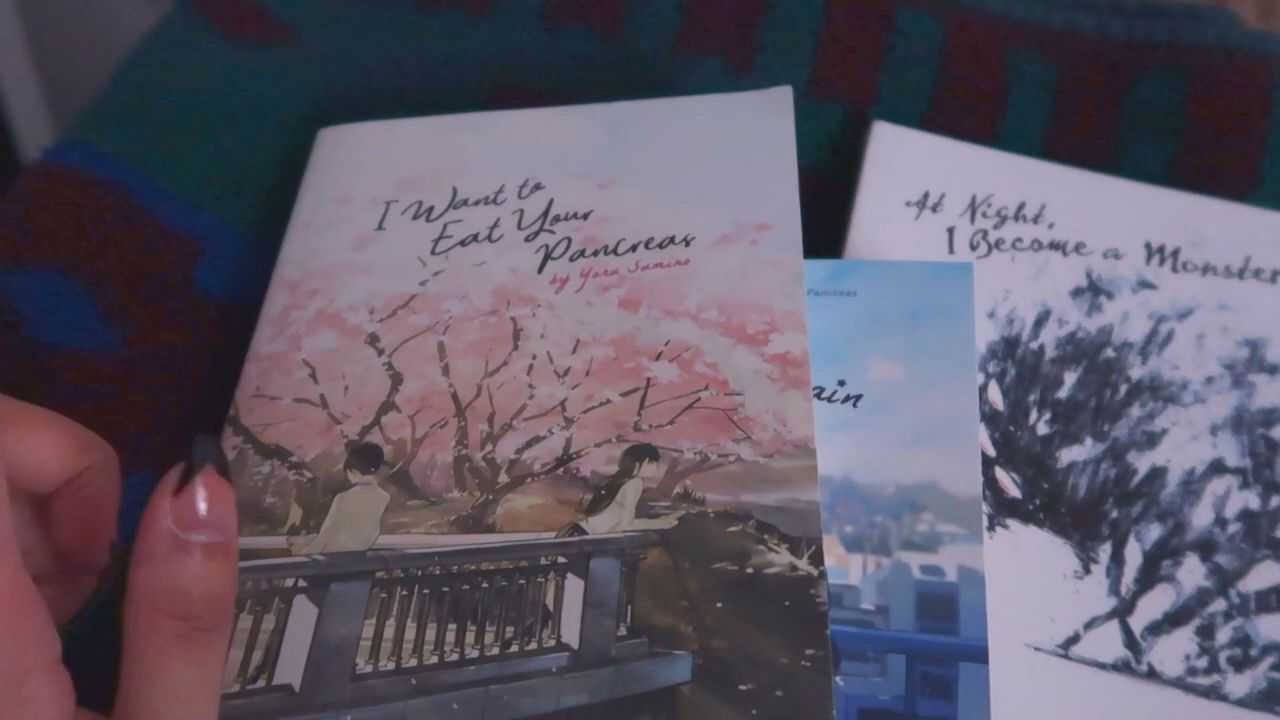 I Want to
Eat Your
Pancreas
by Yoru Sumino
Pancreas
ain
At Night,
I Become a Monster